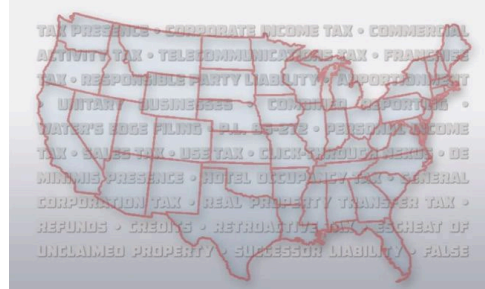 TAX PRESENCE • CORPORATE INCOME TAX • COMMERCIAL
ACTIVITY TAX • TELECOMMUNICATIONS TAX • FRANCHISE
TAX • RESPONSIBLE PARTY LIABILITY • APPORTIONMENT
UNITARY BUSINESSES COMBINED REPORTING •
WATER'S EDGE FILING • P.L. 86-272 • PERSONAL INCOME
TAX • SALES TAX • USE TAX • CLICK-THROUGH NEXUS • DE
MINIMIS PRESENCE • HOTEL OCCUPANCY TAX • GENERAL
CORPORATION TAX • REAL PROPERTY TRANSFER TAX •
REFUNDS • CREDITS • RETROACTIVE TAX • ESCHEAT OF
UNCLAIMED PROPERTY • SUCCESSOR LIABILITY • FALSE